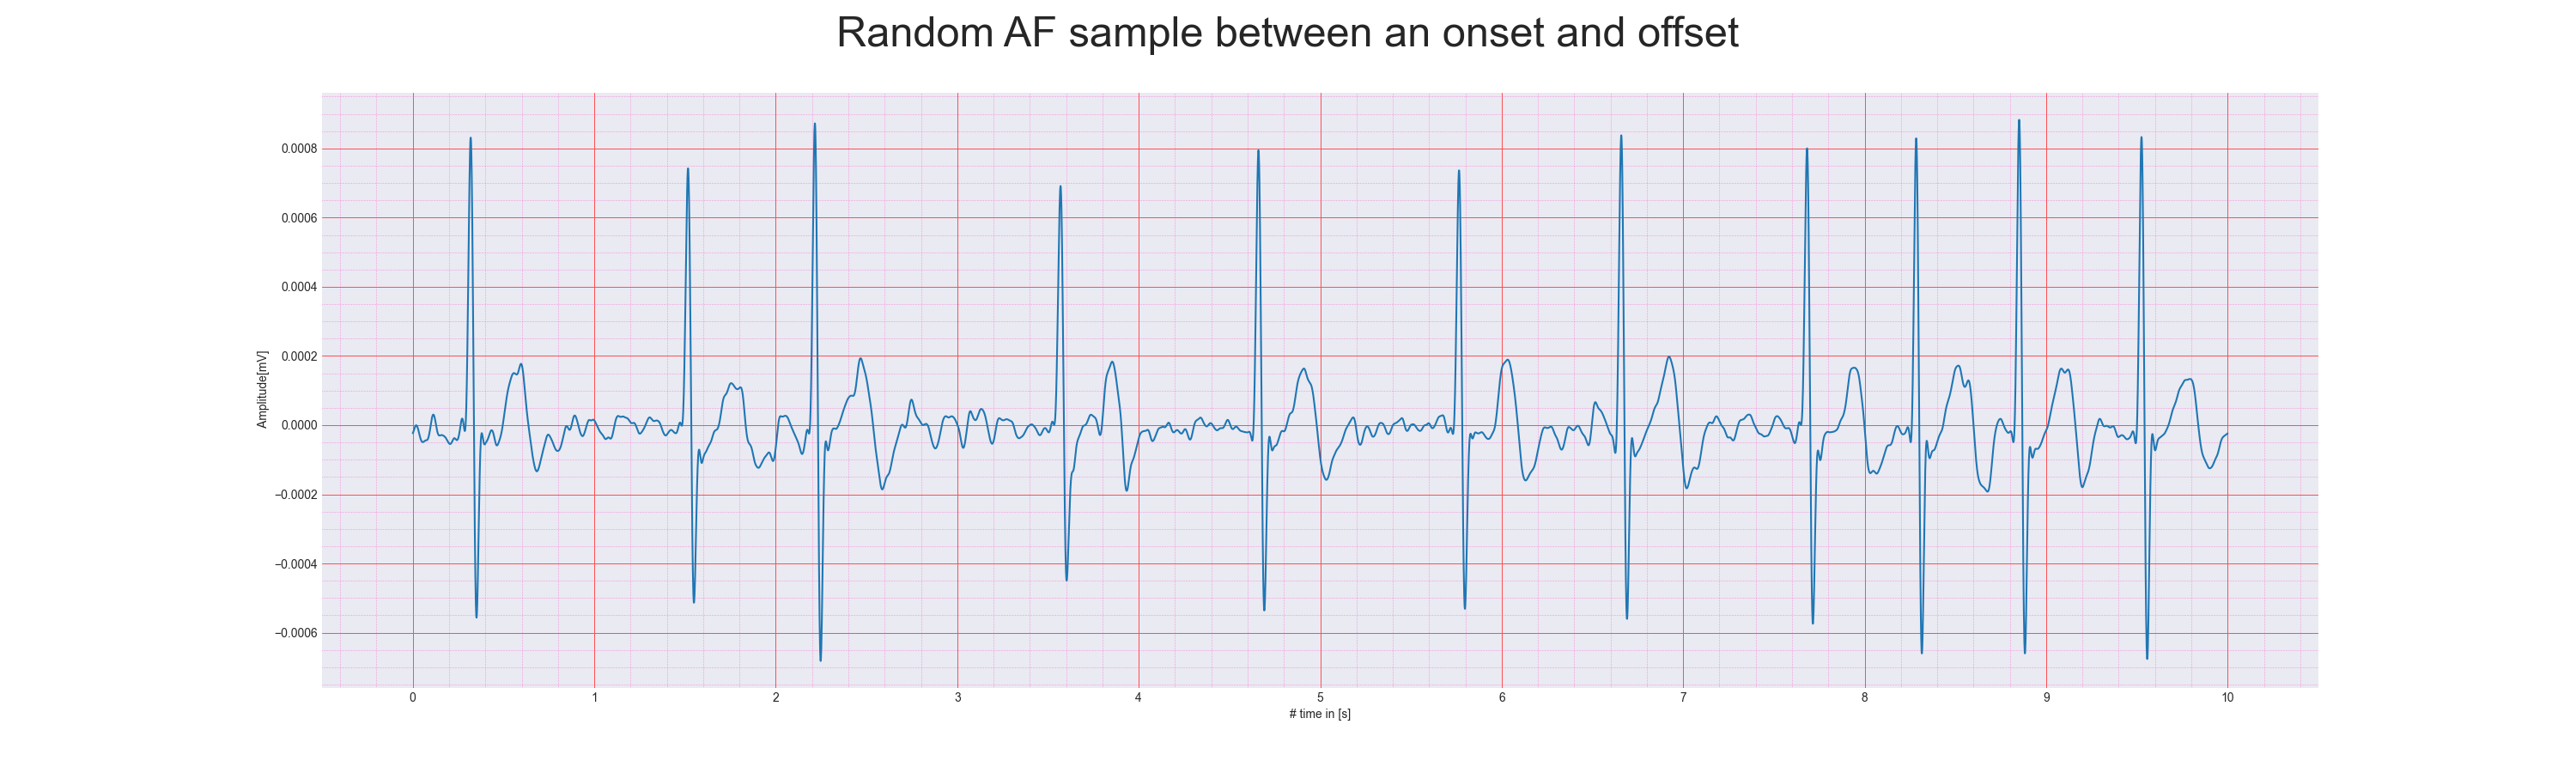 Random AF sample between an onset and offset
0.0008
0.0006
0.0004
0.0002
0.0000
−0.0002
−0.0004
−0.0006
Amplitude[mV]
0 1 2 3 4 5 6 7 8 9 10
# time in [s]